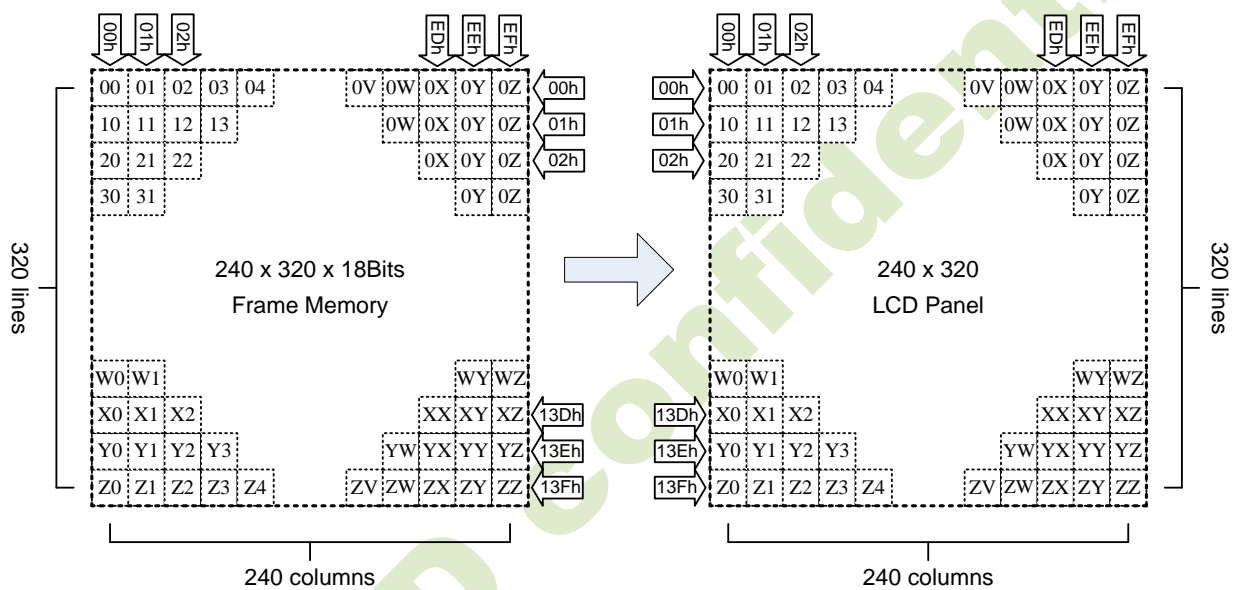 00h 01h 02h EDh EEh EFh 00h 01h 02h EDh EEh EFh
00 01 02 03 04 0V 0W 0X 0Y 0Z 00h 00h 00 01 02 03 04 0V 0W 0X 0Y 0Z
10 11 12 13 0W 0X 0Y 0Z 01h 01h 10 11 12 13 0W 0X 0Y 0Z
20 21 22 0X 0Y 0Z 02h 02h 20 21 22 0X 0Y 0Z
30 31 0Y 0Z 30 31 0Y 0Z
320 lines
240 x 320 x 18Bits
Frame Memory
240 x 320
LCD Panel
320 lines
W0 W1 WY WZ W0 W1 WY WZ
X0 X1 X2 XX XY XZ 13Dh 13Dh X0 X1 X2 XX XY XZ
Y0 Y1 Y2 Y3 YW YX YY YZ 13Eh 13Eh Y0 Y1 Y2 Y3 YW YX YY YZ
Z0 Z1 Z2 Z3 Z4 ZV ZW ZX ZY ZZ 13Fh 13Fh Z0 Z1 Z2 Z3 Z4 ZV ZW ZX ZY ZZ
240 columns 240 columns
D confident